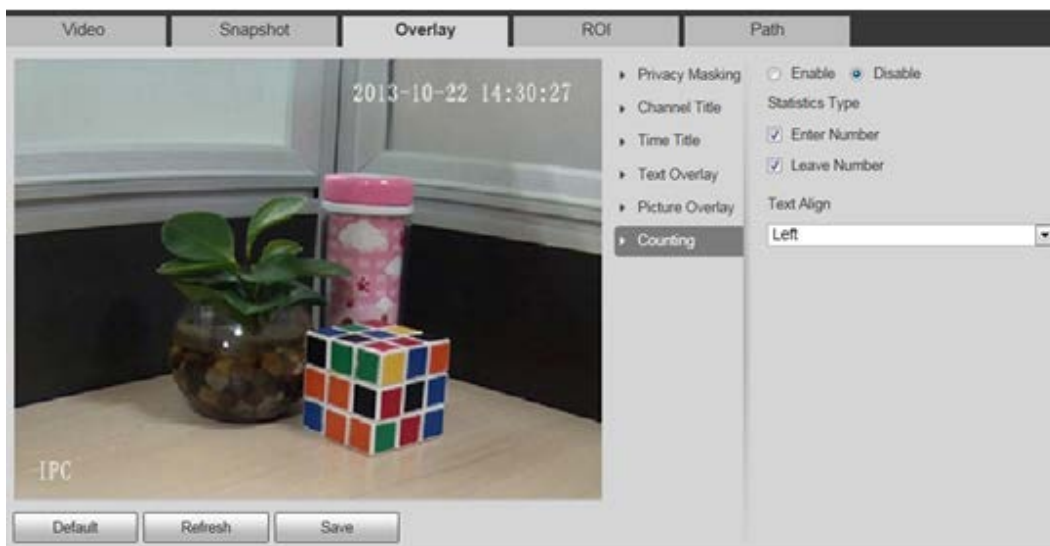 Video
Snapshot
Overlay
ROI
Path
2013-10-22 14:30:27
IPC
Privacy Masking
Channel Title
Time Title
Text Overlay
Picture Overlay
Counting
Enable
Disable
Statistics Type
Enter Number
Leave Number
Text Align
Left
Default
Refresh
Save